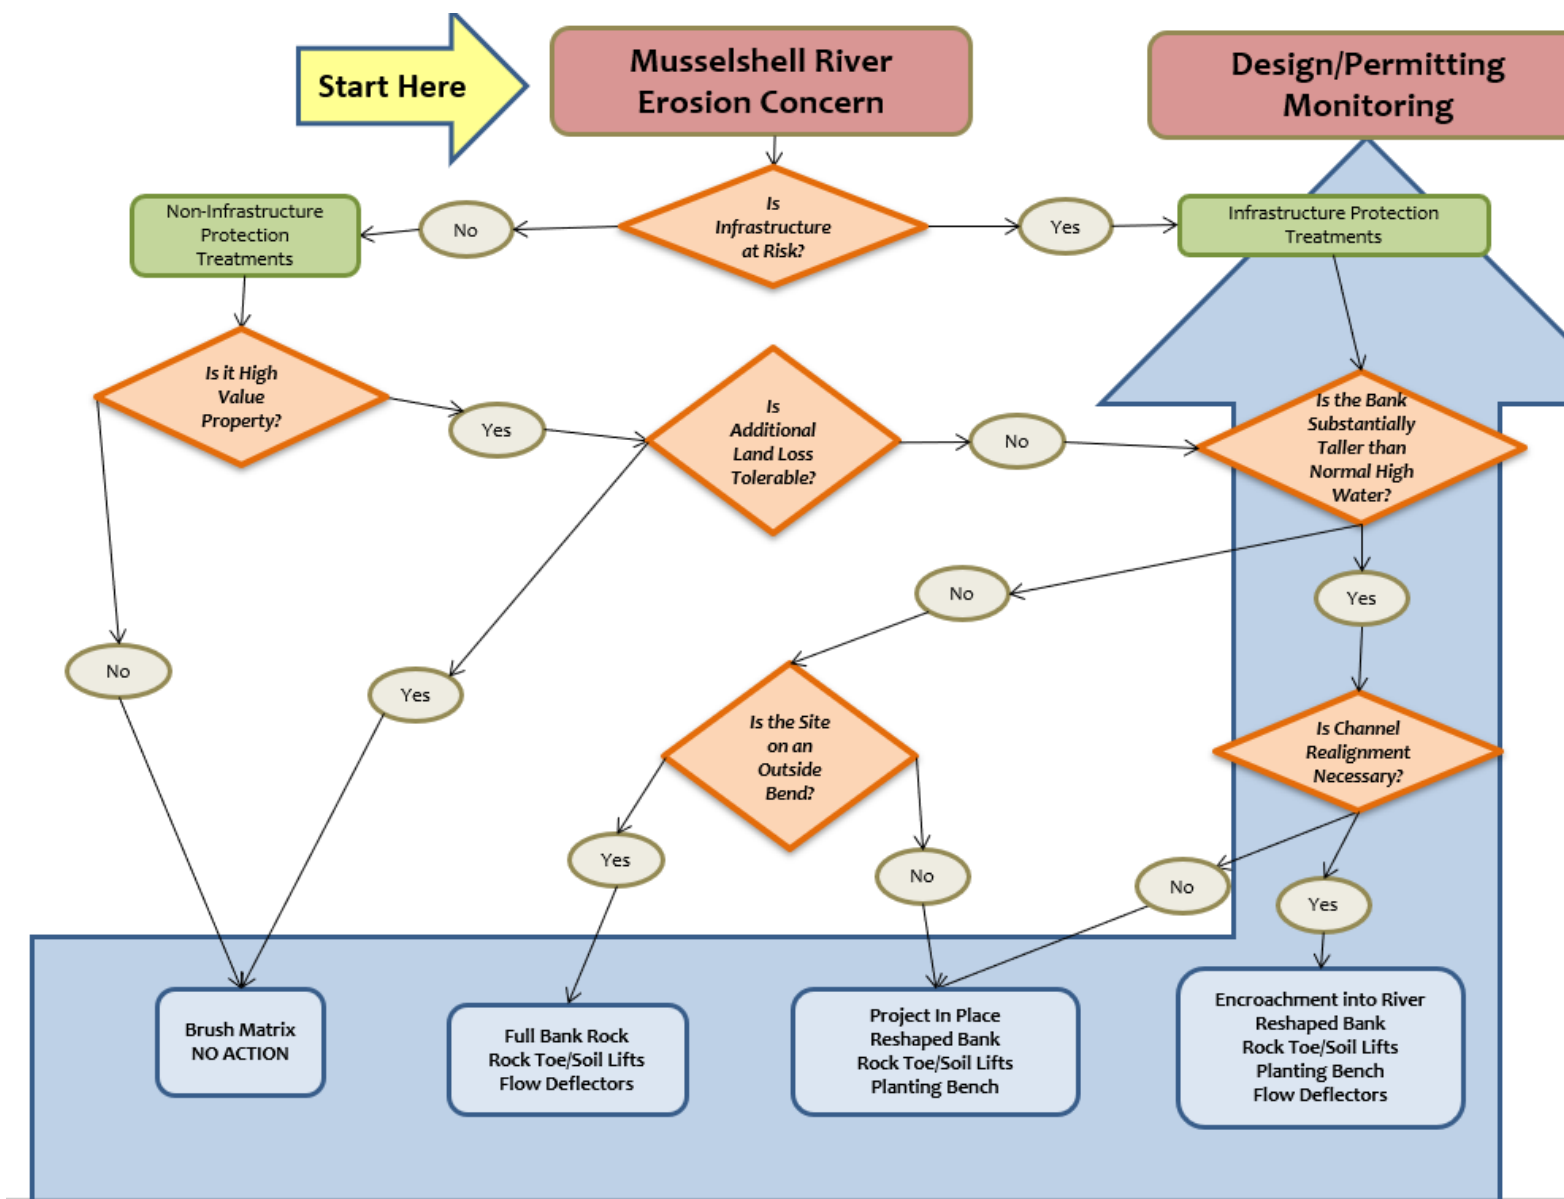 Start Here
Musselshell River
Erosion Concern
Design/Permitting
Monitoring
Non-Infrastructure
Protection
Treatments
No
Is
Infrastructure
at Risk?
Yes
Infrastructure Protection
Treatments
Is it High
Value
Property?
Yes
Is
Additional
Land Loss
Tolerable?
No
Is the Bank
Substantially
Taller than
Normal High
Water?
No
Yes
No
Yes
Is the Site
on an
Outside
Bend?
Is Channel
Realignment
Necessary?
Yes
No
No
Yes
Brush Matrix
NO ACTION
Full Bank Rock
Rock Toe/Soil Lifts
Flow Deflectors
Project In Place
Reshaped Bank
Rock Toe/Soil Lifts
Planting Bench
Encroachment into River
Reshaped Bank
Rock Toe/Soil Lifts
Planting Bench
Flow Deflectors